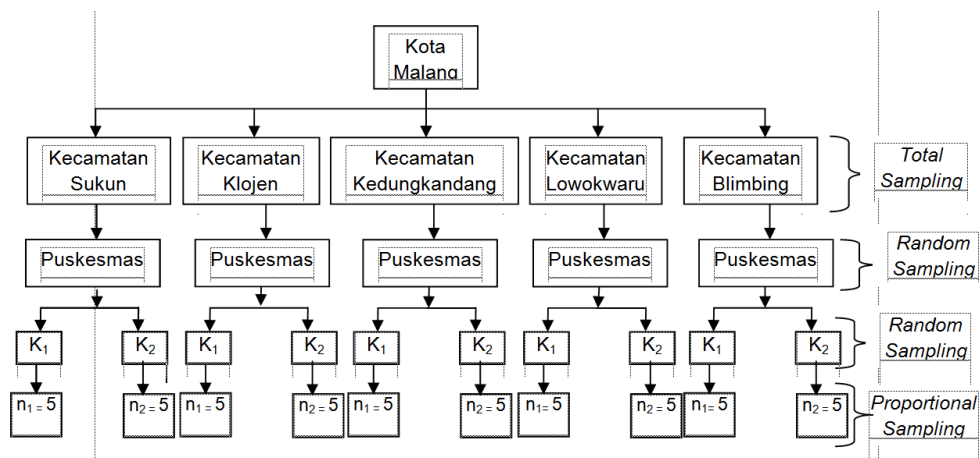 Kota
Malang
Kecamatan
Sukun
Kecamatan
Klojen
Kecamatan
Kedungkandang
Kecamatan
Lowokwaru
Kecamatan
Blimbing
Total
Sampling
Puskesmas
Puskesmas
Puskesmas
Puskesmas
Puskesmas
Random
Sampling
K₁
K₂
K₁
K₂
K₁
K₂
K₁
K₂
K₁
K₂
Random
Sampling
n₁ = 5
n₂ = 5
n₁ = 5
n₂ = 5
n₁ = 5
n₂ = 5
n₁= 5
n₂ = 5
n₁= 5
n₂ = 5
Proportional
Sampling